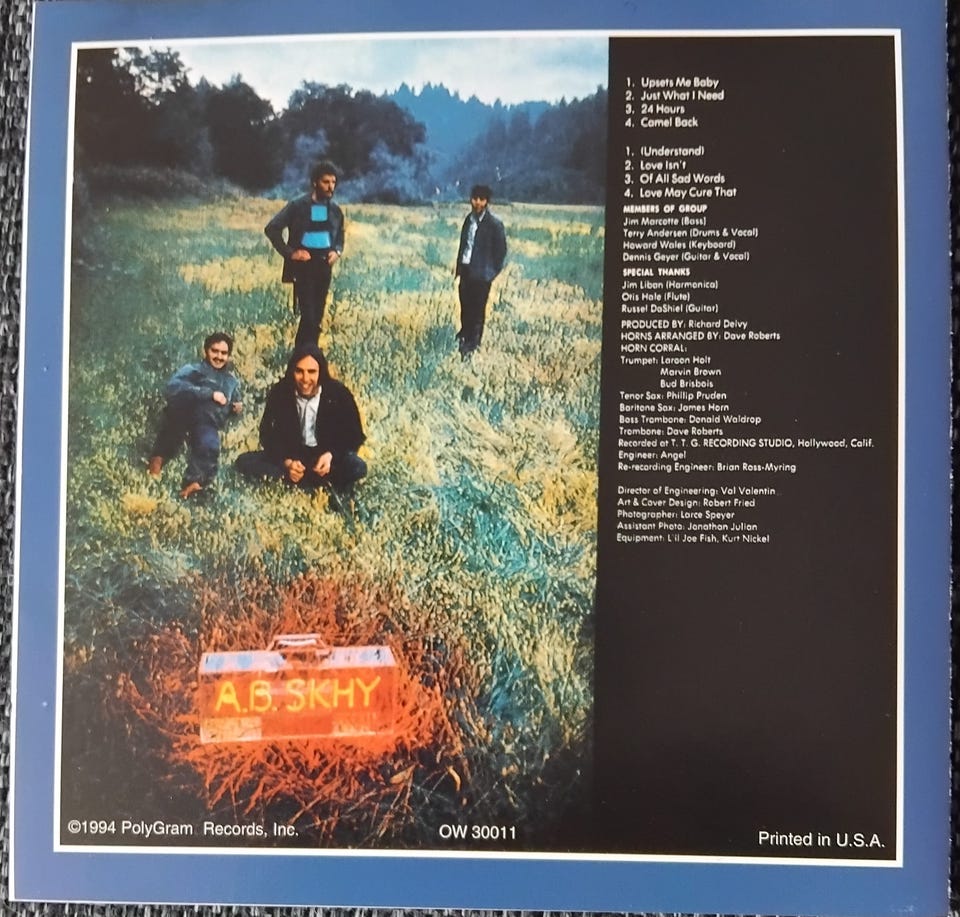 1. Upsets Me Baby
2. Just What I Need
3. 24 Hours
4. Camel Back
1. (Understand)
2. Love Isn't
3. Of All Sad Words
4. Love May Cure That
MEMBERS OF GROUP
Jim Marcotte (Bass)
Terry Andersen (Drums & Vocal)
Howard Wales (Keyboard)
Dennis Geyer (Guitar & Vocal)
SPECIAL THANKS
Jim Liban (Harmonica)
Otis Hale (Flute)
Russel DaShiel (Guitar)
PRODUCED BY: Richard Delvy
HORNS ARRANGED BY: Dave Roberts
HORN CORRAL:
Trumpet: Laroon Holt
Marvin Brown
Bud Brisbois
Tenor Sax: Phillip Pruden
Baritone Sax: James Horn
Bass Trombone: Donald Waldrop
Trombone: Dave Roberts
Recorded at T. T. G. RECORDING STUDIO, Hollywood, Calif.
Engineer: Angel
Re-recording Engineer: Brian Ross-Myring
Director of Engineering: Val Valentin
Art & Cover Design: Robert Fried
Photographer: Larce Speyer
Assistant Photo: Jonathan Julian
Equipment: L'il Joe Fish, Kurt Nickel
A.B. SKHY
©1994 PolyGram Records, Inc.
OW 30011
Printed in U.S.A.